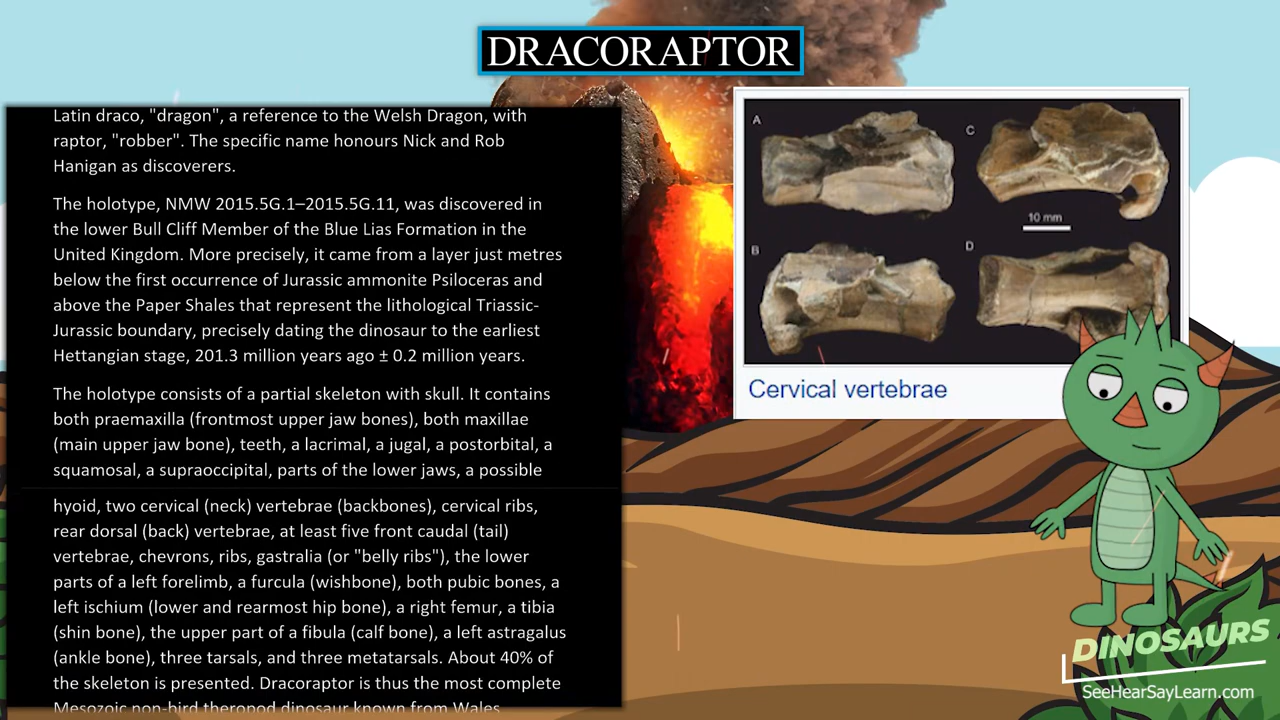 DRACORAPTOR
Latin draco, "dragon", a reference to the Welsh Dragon, with
raptor, "robber". The specific name honours Nick and Rob
Hanigan as discoverers.
The holotype, NMW 2015.5G.1–2015.5G.11, was discovered in
the lower Bull Cliff Member of the Blue Lias Formation in the
United Kingdom. More precisely, it came from a layer just metres
below the first occurrence of Jurassic ammonite Psiloceras and
above the Paper Shales that represent the lithological Triassic-
Jurassic boundary, precisely dating the dinosaur to the earliest
Hettangian stage, 201.3 million years ago ± 0.2 million years.
The holotype consists of a partial skeleton with skull. It contains
both praemaxilla (frontmost upper jaw bones), both maxillae
(main upper jaw bone), teeth, a lacrimal, a jugal, a postorbital, a
squamosal, a supraoccipital, parts of the lower jaws, a possible
hyoid, two cervical (neck) vertebrae (backbones), cervical ribs,
rear dorsal (back) vertebrae, at least five front caudal (tail)
vertebrae, chevrons, ribs, gastralia (or "belly ribs"), the lower
parts of a left forelimb, a furcula (wishbone), both pubic bones, a
left ischium (lower and rearmost hip bone), a right femur, a tibia
(shin bone), the upper part of a fibula (calf bone), a left astragalus
(ankle bone), three tarsals, and three metatarsals. About 40% of
the skeleton is presented. Dracoraptor is thus the most complete
Mesozoic non-bird theropod dinosaur known from Wales
A
C
10 mm
B
D
Cervical vertebrae
DINOSAURS
SeeHearSayLearn.com